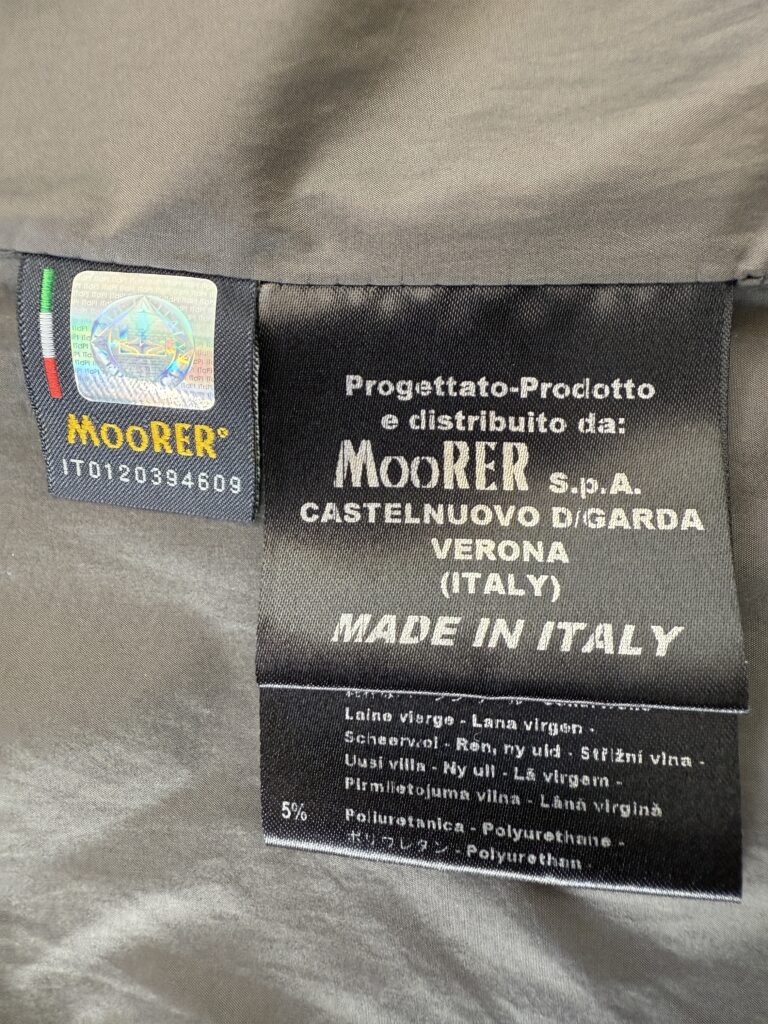 MooRER®
IT0120394609
Progettato-Prodotto
e distribuito da:
MooRER S.p.A.
CASTELNUOVO D/GARDA
VERONA
(ITALY)
MADE IN ITALY
Laine vierge - Lana virgen -
Scheerwol - Ren, ny uld - Střižní vlna -
Uusi villa - Ny ull - Lã virgem -
Pirmlietojuma vilna - Lână virgină
5% Poliuretanica - Polyurethane -
ポリウレタン - Polyurethan -